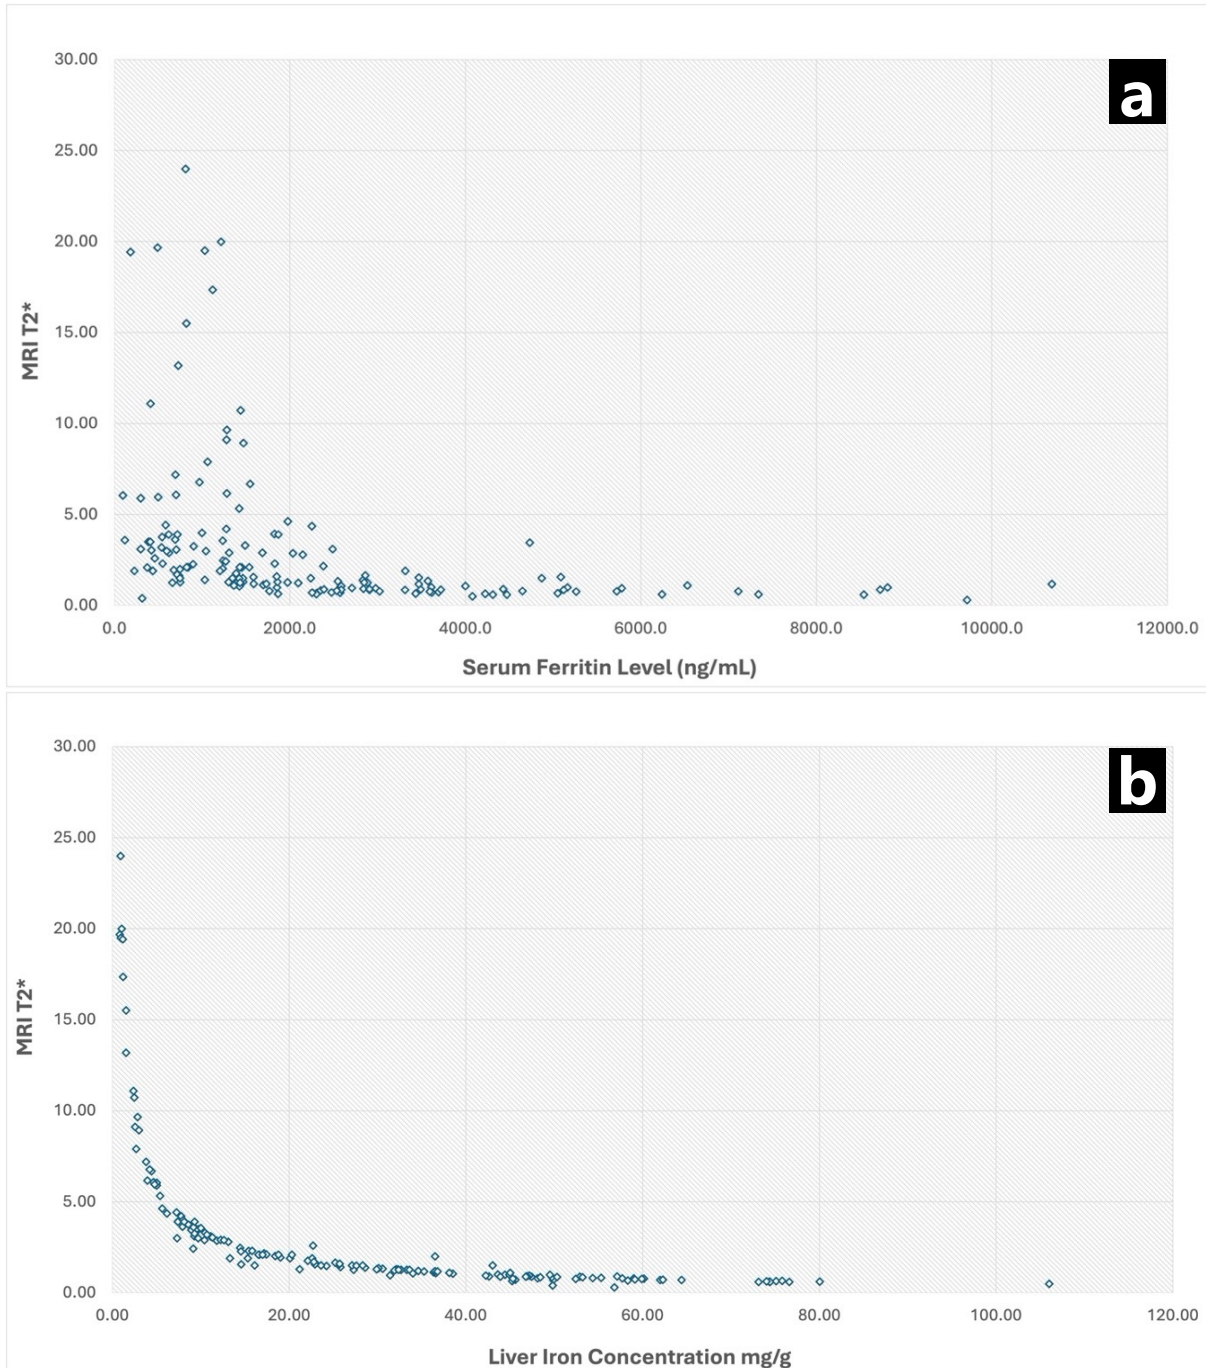 a
30.00
25.00
20.00
15.00
10.00
5.00
0.00
MRI T2*
0.0 2000.0 4000.0 6000.0 8000.0 10000.0 12000.0
Serum Ferritin Level (ng/mL)
b
30.00
25.00
20.00
15.00
10.00
5.00
0.00
MRI T2*
0.00 20.00 40.00 60.00 80.00 100.00 120.00
Liver Iron Concentration mg/g